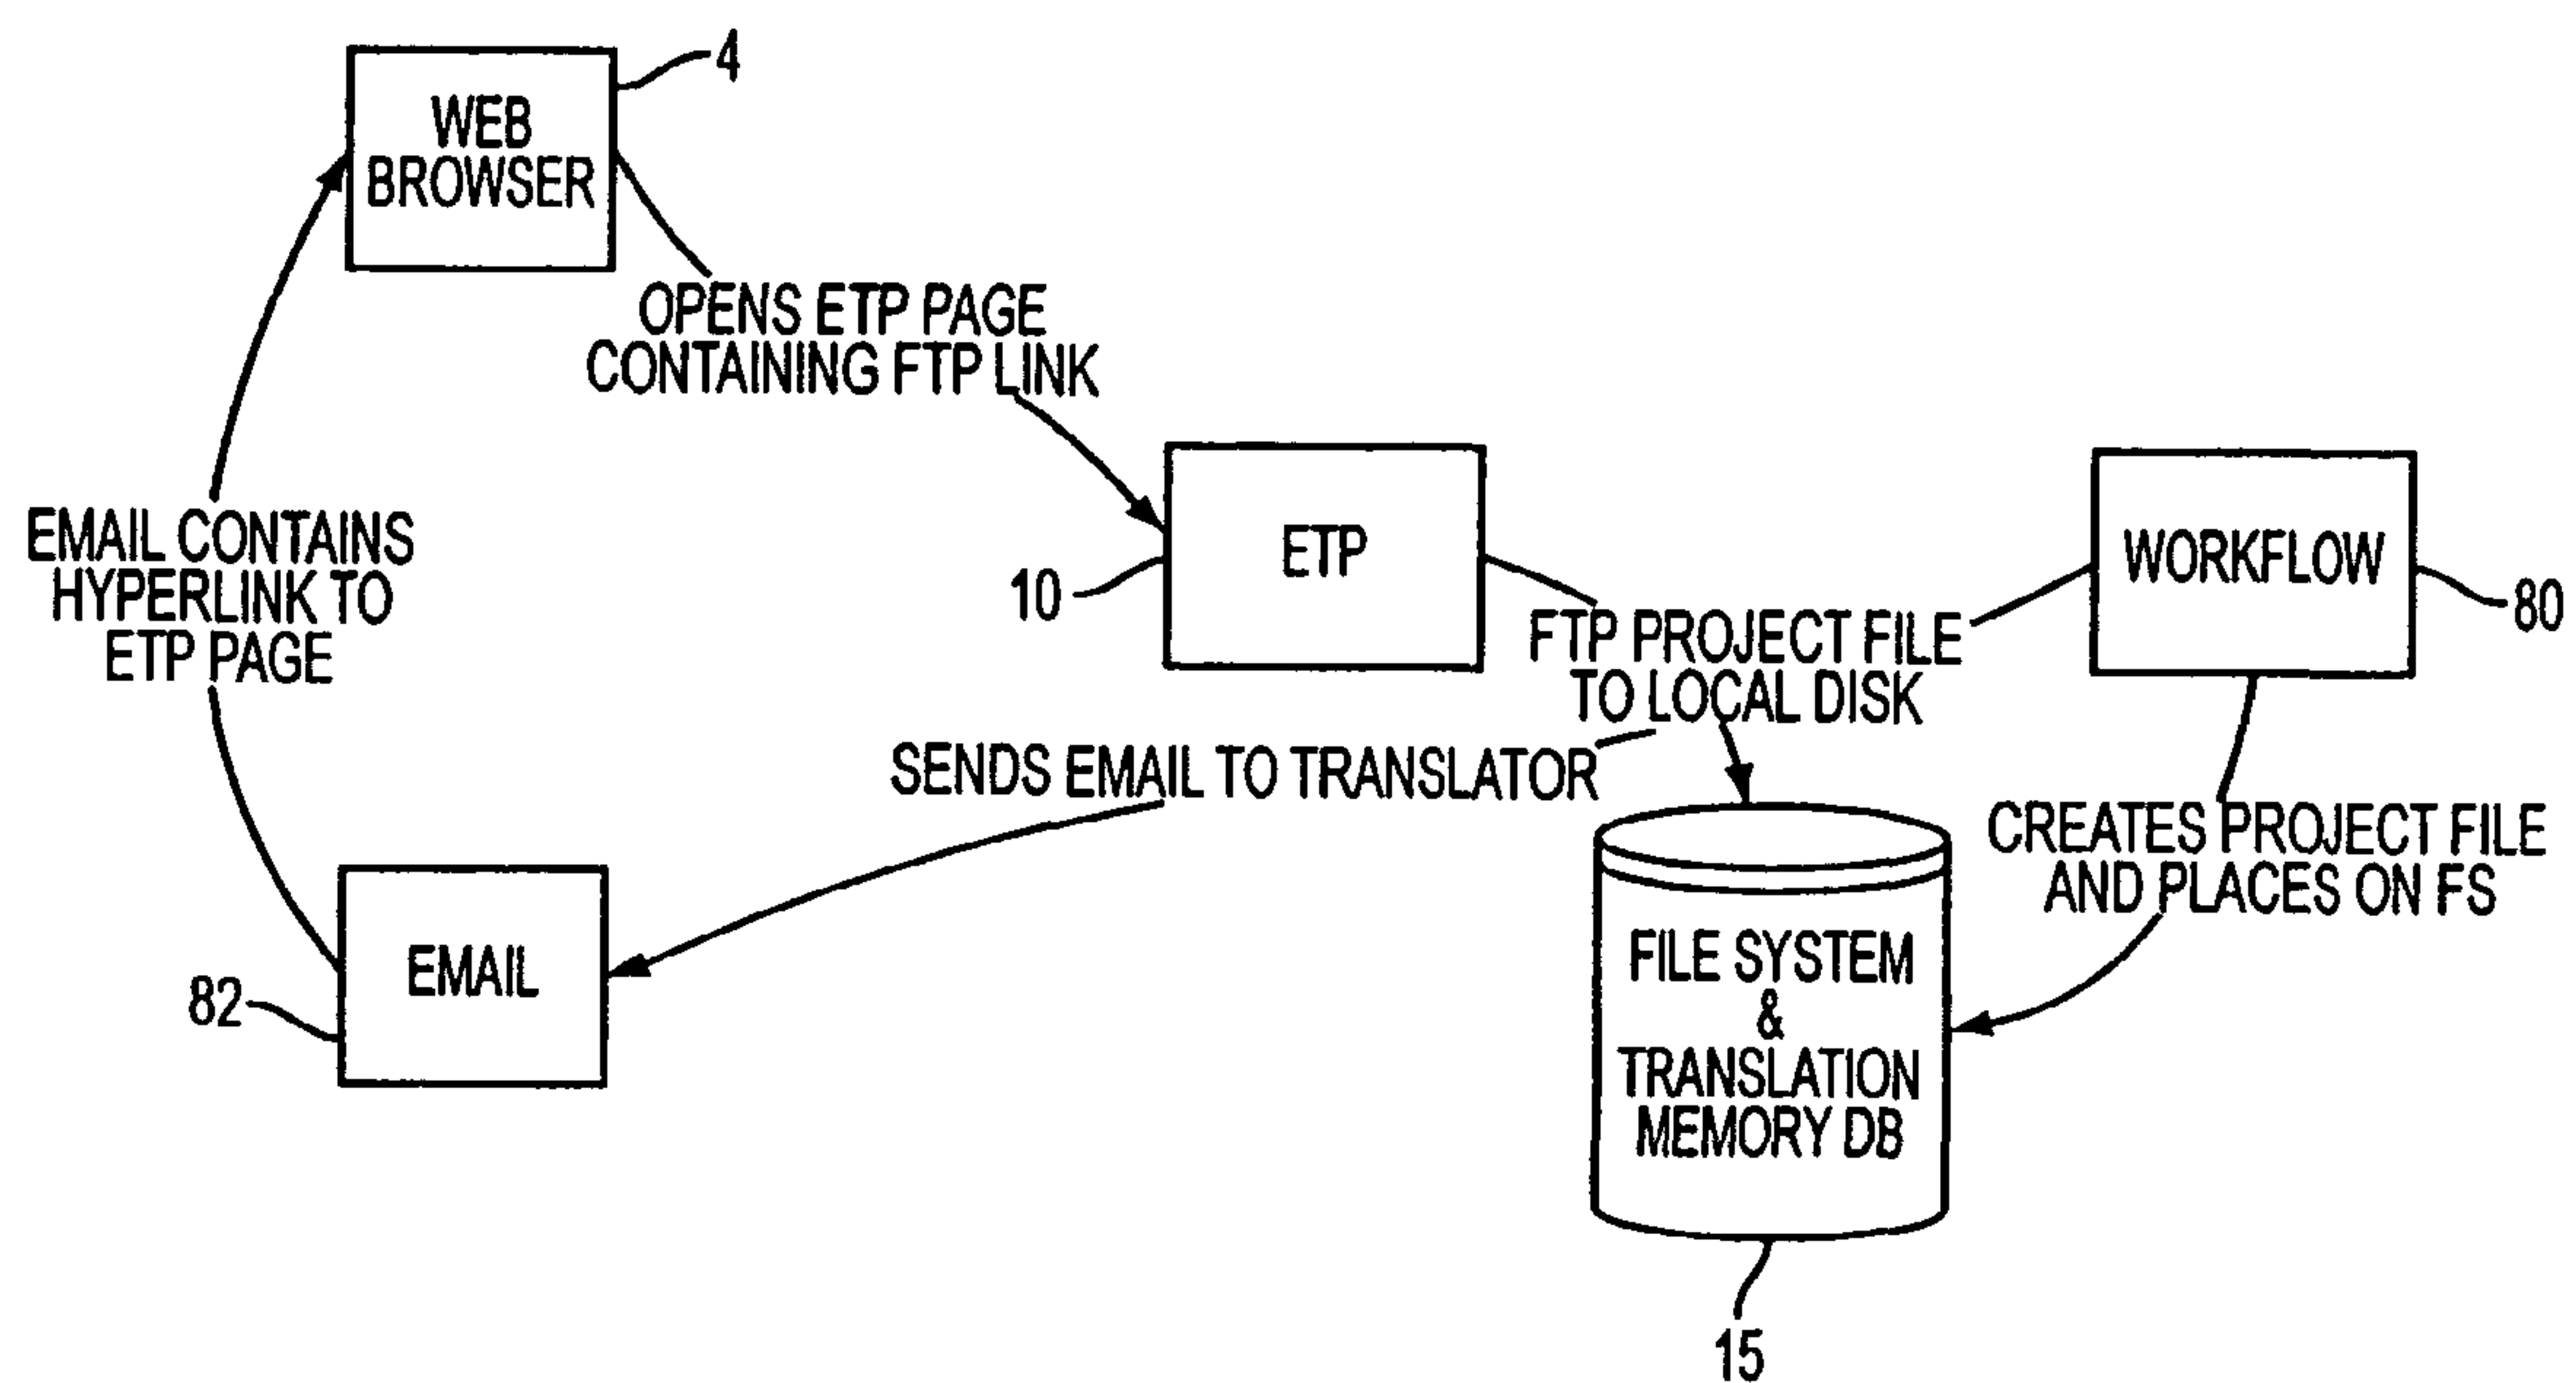 4
WEB
BROWSER
OPENS ETP PAGE
CONTAINING FTP LINK
EMAIL CONTAINS
HYPERLINK TO
ETP PAGE
10
ETP
WORKFLOW
80
FTP PROJECT FILE
TO LOCAL DISK
SENDS EMAIL TO TRANSLATOR
CREATES PROJECT FILE
AND PLACES ON FS
EMAIL
82
FILE SYSTEM
&
TRANSLATION
MEMORY DB
15